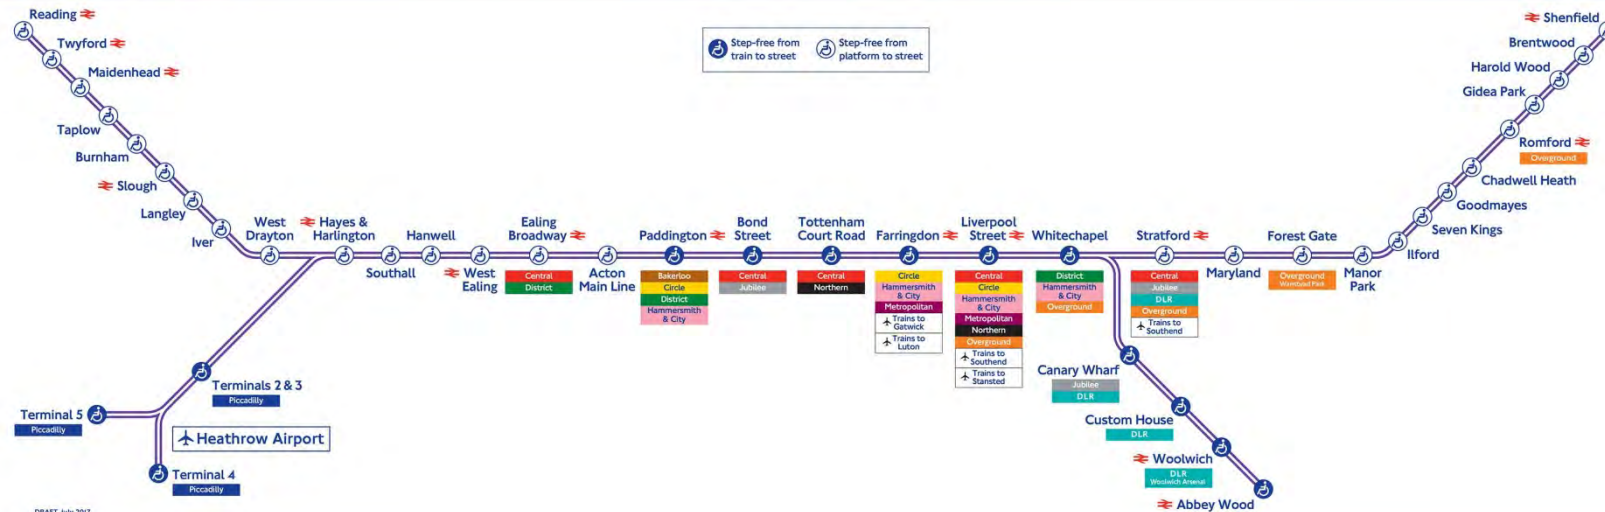 Reading
Twyford
Maidenhead
Taplow
Burnham
Slough
Langley
Iver
West
Drayton
Hayes &
Harlington
Southall
Hanwell
West
Ealing
Ealing
Broadway
Central
District
Acton
Main Line
Paddington
Bakerloo
Circle
District
Hammersmith
& City
Bond
Street
Central
Jubilee
Tottenham
Court Road
Central
Northern
Farringdon
Circle
Hammersmith
& City
Metropolitan
Trains to
Gatwick
Trains to
Luton
Liverpool
Street
Central
Circle
Hammersmith
& City
Metropolitan
Northern
Overground
Trains to
Southend
Trains to
Stansted
Whitechapel
District
Hammersmith
& City
Overground
Stratford
Central
Jubilee
DLR
Overground
Trains to
Southend
Maryland
Forest Gate
Overground
Wanstead Park
Manor
Park
Ilford
Seven Kings
Goodmayes
Chadwell Heath
Romford
Overground
Gidea Park
Harold Wood
Brentwood
Shenfield
Step-free from
train to street
Step-free from
platform to street
Terminals 2 & 3
Piccadilly
Terminal 5
Piccadilly
Heathrow Airport
Terminal 4
Piccadilly
Canary Wharf
Jubilee
DLR
Custom House
DLR
Woolwich
DLR
Woolwich Arsenal
Abbey Wood
DRAFT July 2017